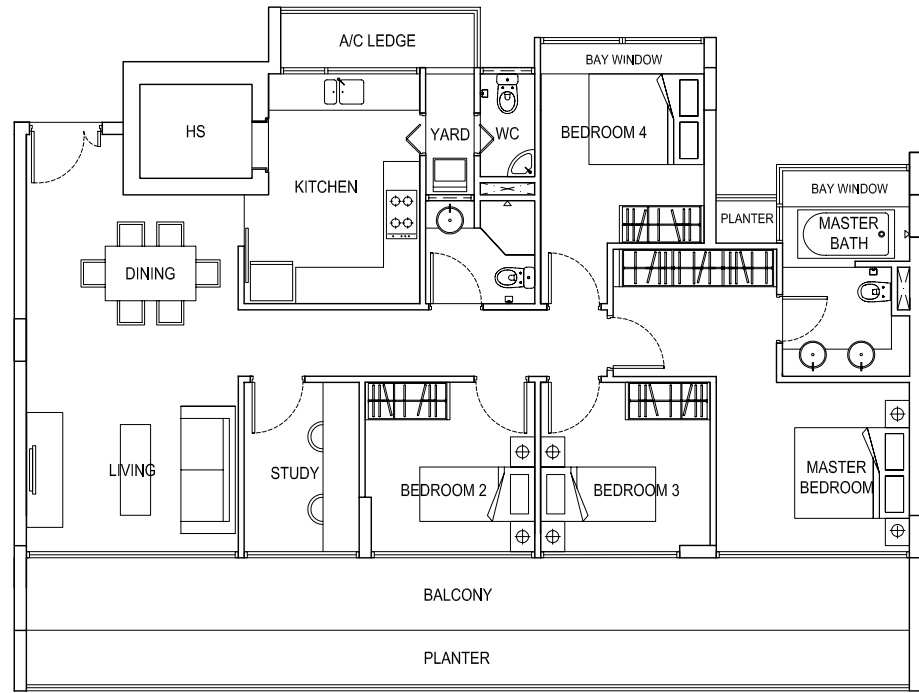 A/C LEDGE
BAY WINDOW
HS
YARD
WC
BEDROOM 4
KITCHEN
BAY WINDOW
PLANTER
MASTER
BATH
DINING
LIVING
STUDY
BEDROOM 2
BEDROOM 3
MASTER
BEDROOM
BALCONY
PLANTER